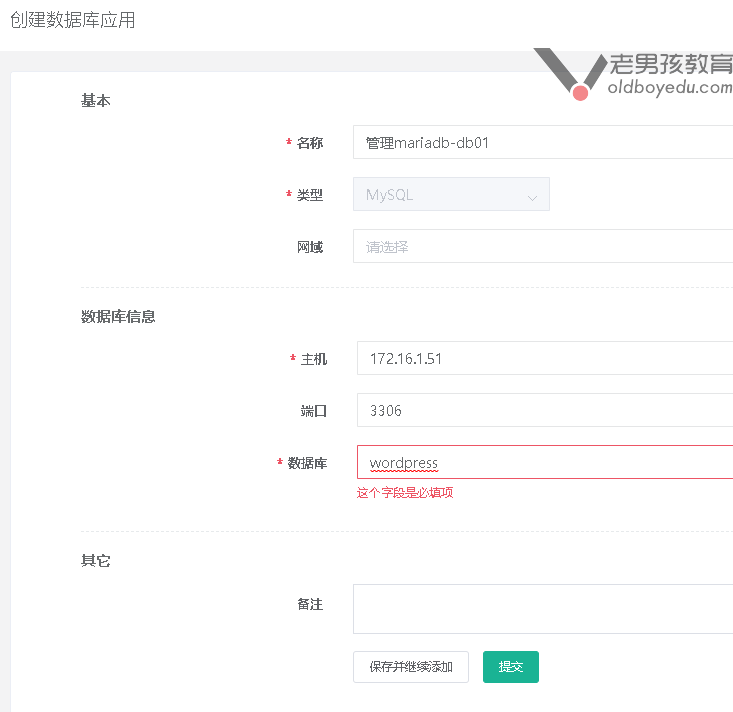 创建数据库应用
老男孩教育
oldboyedu.com
基本
* 名称 管理mariadb-db01
* 类型 MySQL
网域 请选择
数据库信息
* 主机 172.16.1.51
端口 3306
* 数据库 wordpress
这个字段是必填项
其它
备注
保存并继续添加 提交